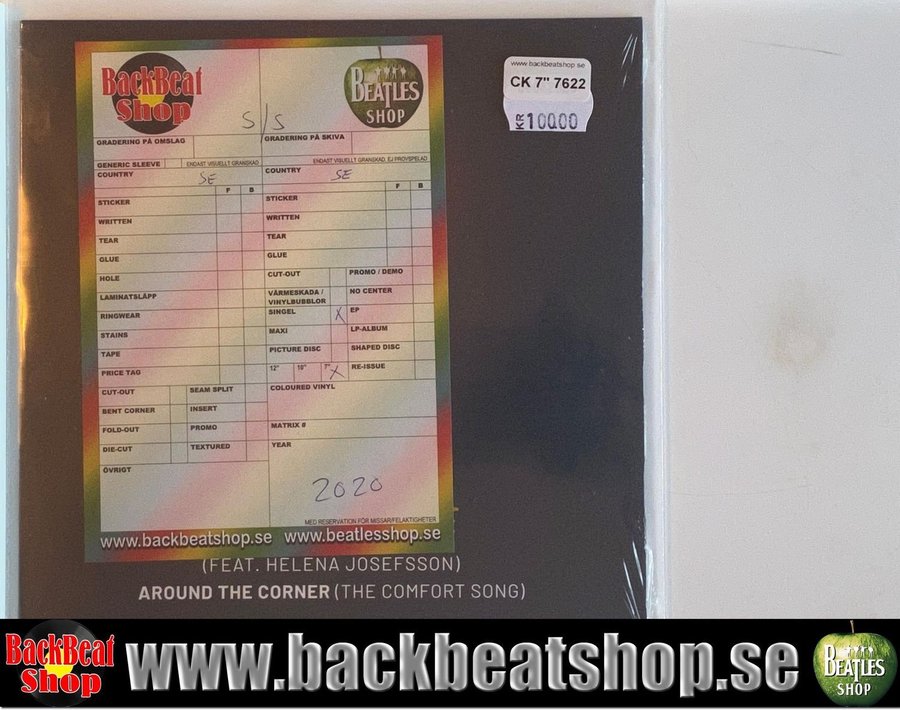 BackBeat
Shop
BEATLES
SHOP
S/S
GRADERING PÅ OMSLAG
GRADERING PÅ SKIVA
GENERIC SLEEVE
ENDAST VISUELLT GRANSKAD
ENDAST VISUELLT GRANSKAD, EJ PROVSPELAD
COUNTRY
SE
COUNTRY
SE
F
B
F
B
STICKER
STICKER
WRITTEN
WRITTEN
TEAR
TEAR
GLUE
GLUE
HOLE
CUT-OUT
PROMO / DEMO
LAMINATSLÄPP
VÄRMESKADA /
VINYLBUBBLOR
NO CENTER
RINGWEAR
SINGEL
X
EP
STAINS
MAXI
LP-ALBUM
TAPE
PICTURE DISC
SHAPED DISC
PRICE TAG
12"
10"
7"
X
RE-ISSUE
CUT-OUT
SEAM SPLIT
COLOURED VINYL
BENT CORNER
INSERT
FOLD-OUT
PROMO
MATRIX #
DIE-CUT
TEXTURED
YEAR
ÖVRIGT
2020
MED RESERVATION FÖR MISSAR/FELAKTIGHETER
www.backbeatshop.se
www.beatlesshop.se
www.backbeatshop.se
CK 7" 7622
KR 100.00
(FEAT. HELENA JOSEFSSON)
AROUND THE CORNER (THE COMFORT SONG)
BackBeat
Shop
www.backbeatshop.se
BEATLES
SHOP